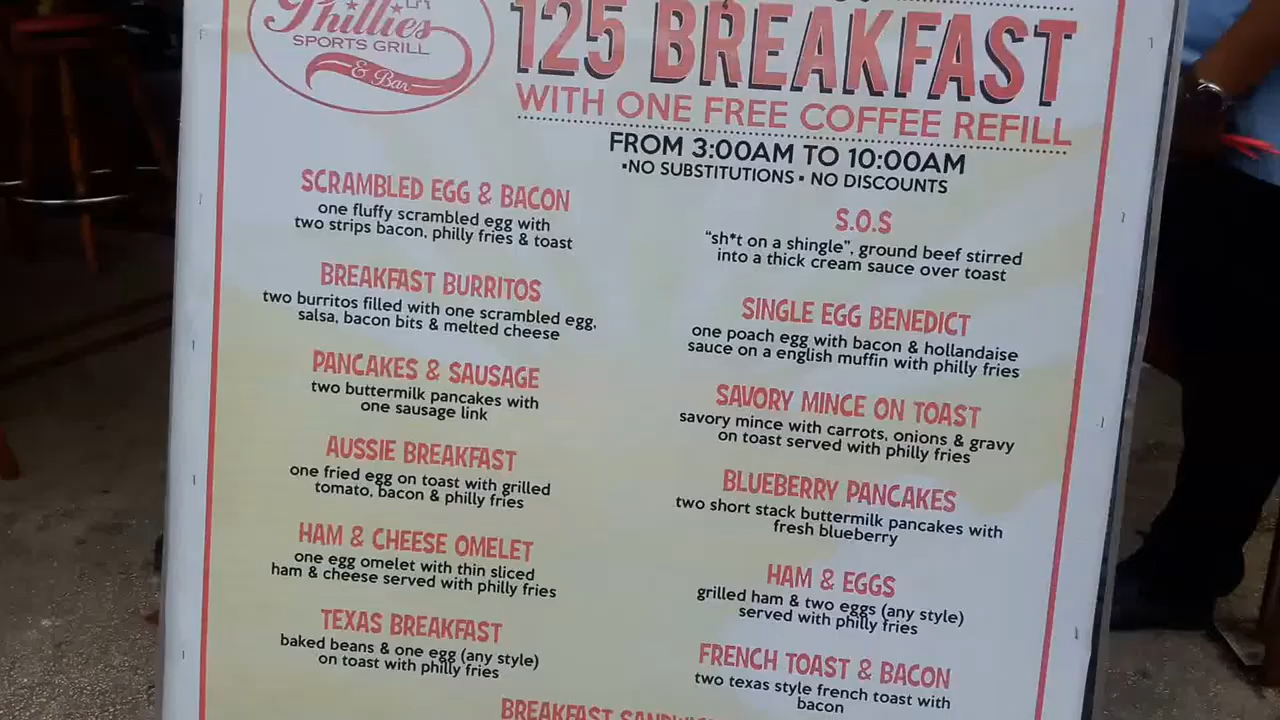 Phillies
SPORTS GRILL
& Bar
125 BREAKFAST
WITH ONE FREE COFFEE REFILL
FROM 3:00AM TO 10:00AM
▪NO SUBSTITUTIONS ▪ NO DISCOUNTS
SCRAMBLED EGG & BACON
one fluffy scrambled egg with
two strips bacon, philly fries & toast
BREAKFAST BURRITOS
two burritos filled with one scrambled egg,
salsa, bacon bits & melted cheese
PANCAKES & SAUSAGE
two buttermilk pancakes with
one sausage link
AUSSIE BREAKFAST
one fried egg on toast with grilled
tomato, bacon & philly fries
HAM & CHEESE OMELET
one egg omelet with thin sliced
ham & cheese served with philly fries
TEXAS BREAKFAST
baked beans & one egg (any style)
on toast with philly fries
S.O.S
"sh*t on a shingle", ground beef stirred
into a thick cream sauce over toast
SINGLE EGG BENEDICT
one poach egg with bacon & hollandaise
sauce on a english muffin with philly fries
SAVORY MINCE ON TOAST
savory mince with carrots, onions & gravy
on toast served with philly fries
BLUEBERRY PANCAKES
two short stack buttermilk pancakes with
fresh blueberry
HAM & EGGS
grilled ham & two eggs (any style)
served with philly fries
FRENCH TOAST & BACON
two texas style french toast with
bacon
BREAKFAST